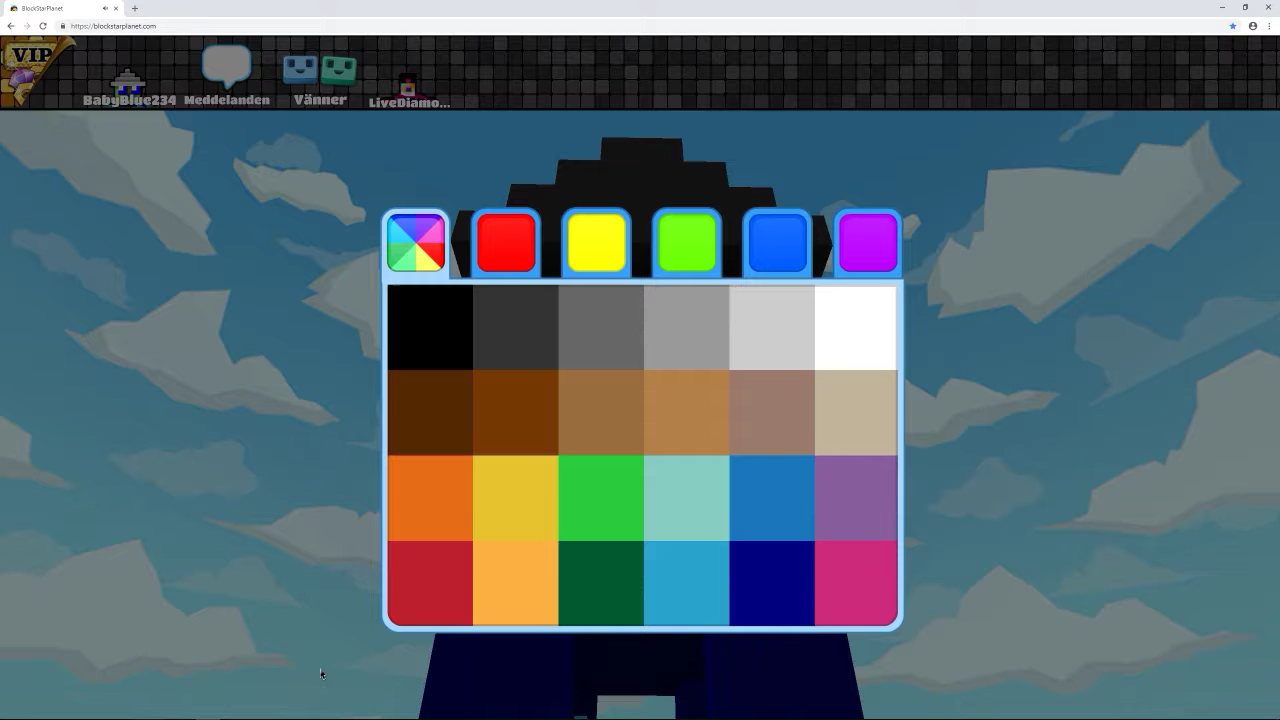 BlockStarPlanet
https://blockstarplanet.com
VIP
BabyBlue234
Meddelanden
Vänner
LiveDiamo...